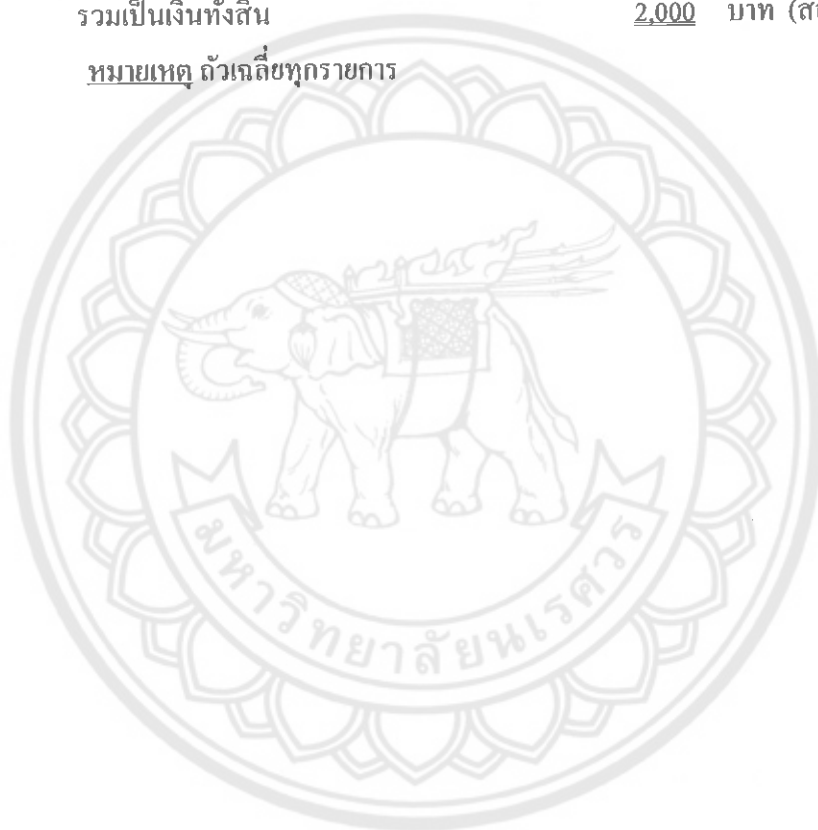 รวมเป็นเงินทั้งสิ้น 2,000 บาท (
หมายเหตุ ถัวเฉลี่ยทุกรายการ
มหาวิทยาลัยนเรศวร